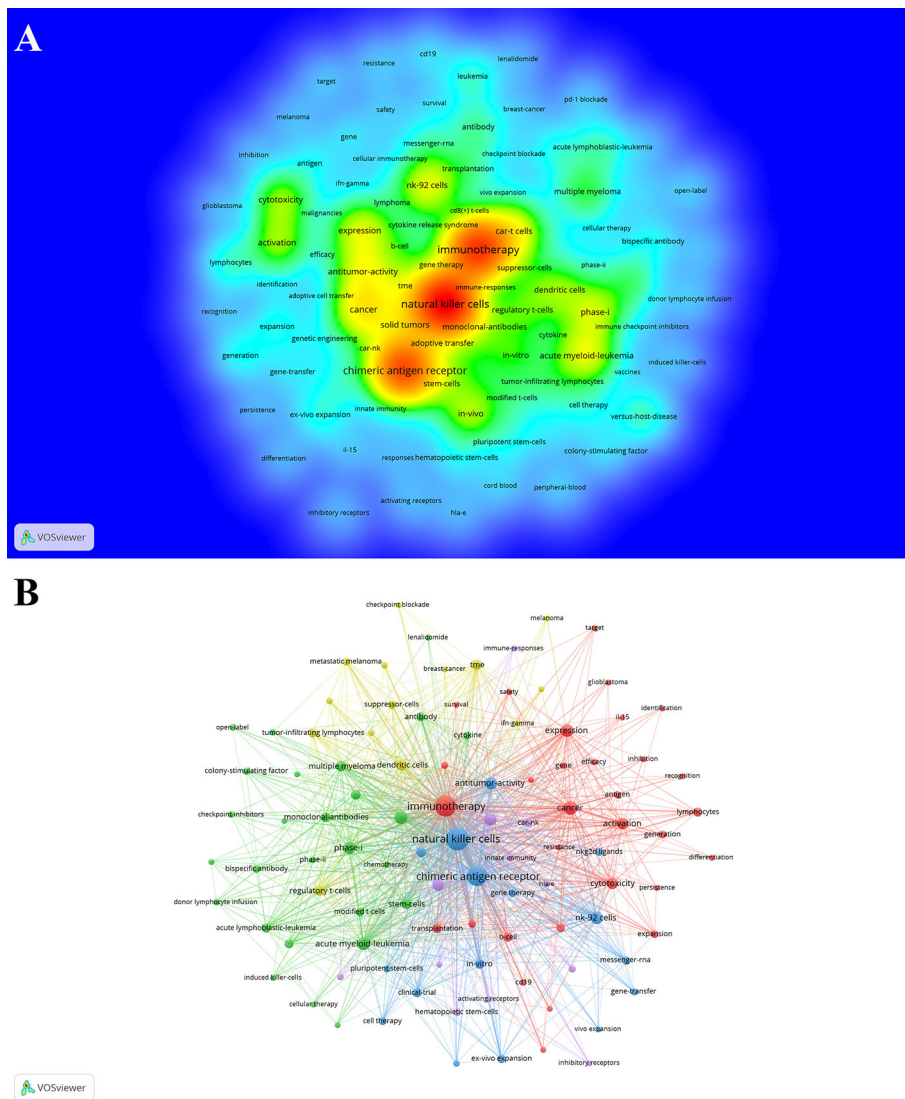 A
cd19
lenalidomide
resistance
leukemia
target
pd-1 blockade
survival
safety
breast-cancer
melanoma
antibody
gene
messenger-rna
acute lymphoblastic-leukemia
checkpoint blockade
inhibition
cellular immunotherapy
antigen
transplantation
ifn-gamma
nk-92 cells
multiple myeloma
open-label
vivo expansion
cytotoxicity
lymphoma
glioblastoma
malignancies
cd8(+) t-cells
cytokine release syndrome
expression
car-t cells
cellular therapy
activation
b-cell
immunotherapy
bispecific antibody
efficacy
lymphocytes
gene therapy
suppressor-cells
phase-ii
antitumor-activity
identification
tme
immune-responses
dendritic cells
adoptive cell transfer
donor lymphocyte infusion
natural killer cells
recognition
cancer
regulatory t-cells
phase-i
expansion
solid tumors
monoclonal-antibodies
immune checkpoint inhibitors
cytokine
genetic engineering
adoptive transfer
car-nk
generation
in-vitro
acute myeloid-leukemia
induced killer-cells
gene-transfer
chimeric antigen receptor
vaccines
stem-cells
tumor-infiltrating lymphocytes
modified t-cells
persistence
innate immunity
cell therapy
ex-vivo expansion
in-vivo
versus-host-disease
pluripotent stem-cells
il-15
colony-stimulating factor
differentiation
responses
hematopoietic stem-cells
cord blood
peripheral-blood
activating receptors
inhibitory receptors
hla-e
VOSviewer
B
checkpoint blockade
melanoma
target
lenalidomide
immune-responses
metastatic melanoma
tme
breast-cancer
glioblastoma
safety
suppressor-cells
survival
identification
antibody
il-15
open-label
ifn-gamma
tumor-infiltrating lymphocytes
cytokine
expression
multiple myeloma
dendritic cells
gene
efficacy
inhibition
colony-stimulating factor
recognition
antitumor-activity
antigen
immunotherapy
cancer
checkpoint-inhibitors
monoclonal-antibodies
lymphocytes
car-nk
activation
generation
natural killer cells
phase-i
resistance
nkg2d ligands
phase-ii
chemotherapy
innate immunity
differentiation
bispecific-antibody
chimeric antigen receptor
hla-e
cytotoxicity
persistence
regulatory t-cells
gene therapy
donor lymphocyte infusion
stem-cells
modified t-cells
nk-92 cells
acute lymphoblastic-leukemia
transplantation
b-cell
expansion
acute myeloid-leukemia
messenger-rna
pluripotent stem-cells
in-vitro
induced killer-cells
cd19
clinical-trial
gene-transfer
activating receptors
cellular therapy
hematopoietic stem-cells
cell therapy
vivo expansion
ex-vivo expansion
inhibitory receptors
VOSviewer